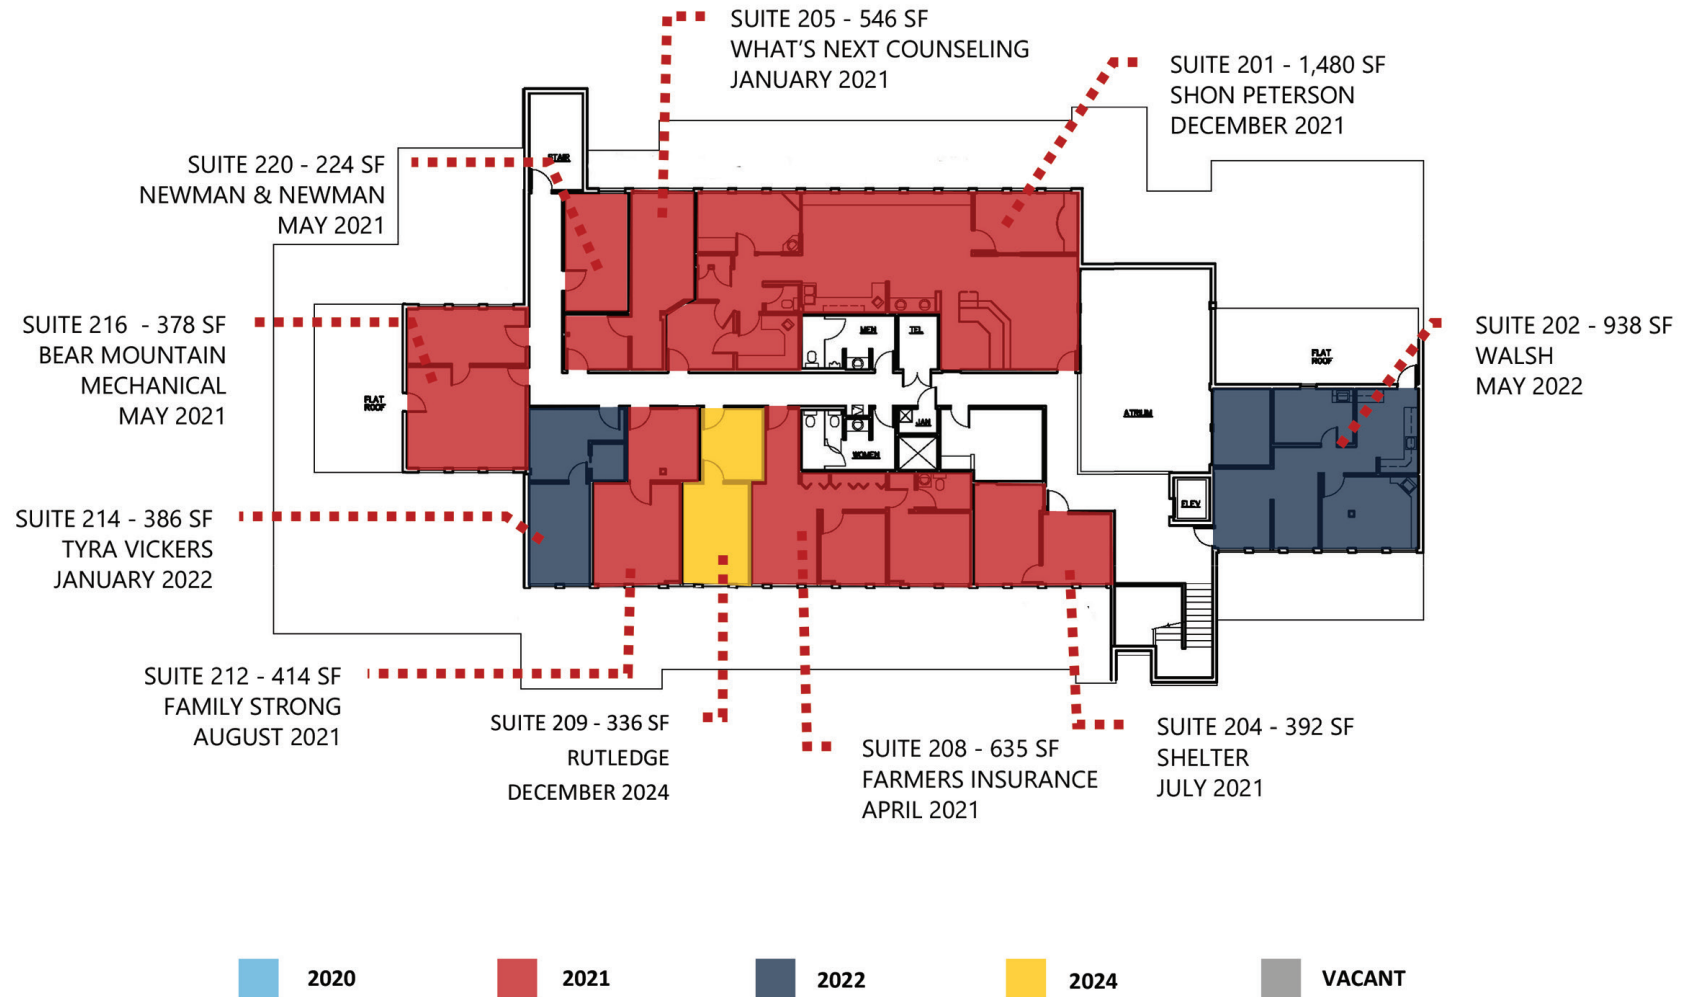 SUITE 205 - 546 SF
WHAT'S NEXT COUNSELING
JANUARY 2021
SUITE 201 - 1,480 SF
SHON PETERSON
DECEMBER 2021
SUITE 220 - 224 SF
NEWMAN & NEWMAN
MAY 2021
STAIR
SUITE 216 - 378 SF
BEAR MOUNTAIN
MECHANICAL
MAY 2021
MEN
TEL
FLAT
ROOF
SUITE 202 - 938 SF
WALSH
MAY 2022
FLAT
ROOF
ATRIUM
JAN
WOMEN
ELEV
SUITE 214 - 386 SF
TYRA VICKERS
JANUARY 2022
SUITE 212 - 414 SF
FAMILY STRONG
AUGUST 2021
SUITE 209 - 336 SF
RUTLEDGE
DECEMBER 2024
SUITE 208 - 635 SF
FARMERS INSURANCE
APRIL 2021
SUITE 204 - 392 SF
SHELTER
JULY 2021
2020
2021
2022
2024
VACANT